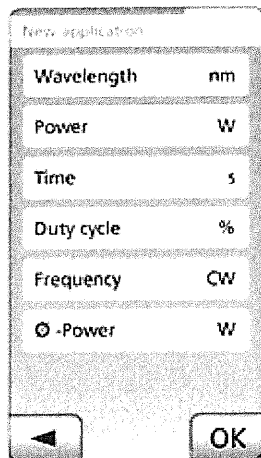 New application
Wavelength nm
Power W
Time s
Duty cycle %
Frequency CW
Ø -Power W
OK